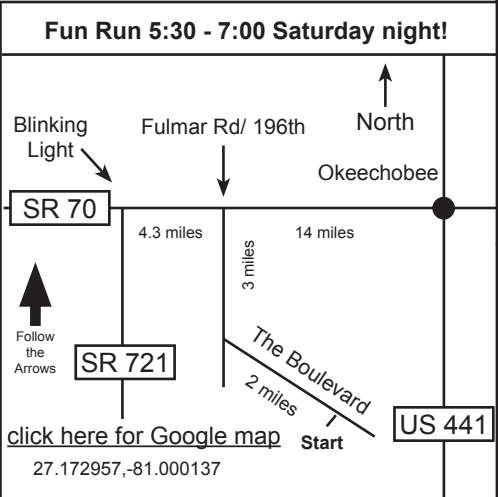 Fun Run 5:30 - 7:00 Saturday night!
North
Blinking
Light
Fulmar Rd/ 196th
Okeechobee
SR 70
4.3 miles
14 miles
3 miles
Follow
the
Arrows
SR 721
The Boulevard
2 miles
Start
US 441
click here for Google map
27.172957,-81.000137